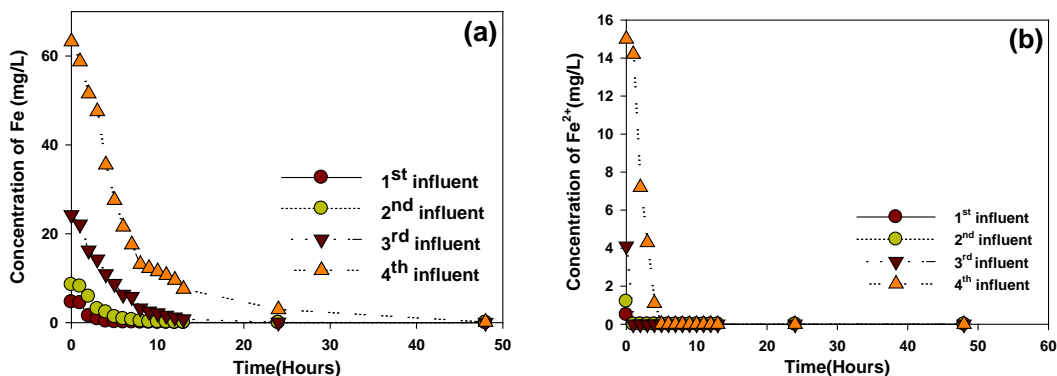 (a)
Concentration of Fe (mg/L)
60
40
20
0
1st influent
2nd influent
3rd influent
4th influent
0 10 20 30 40 50
Time(Hours)
(b)
Concentration of Fe2+(mg/L)
16
14
12
10
8
6
4
2
0
1st influent
2nd influent
3rd influent
4th influent
0 10 20 30 40 50 60
Time(Hours)